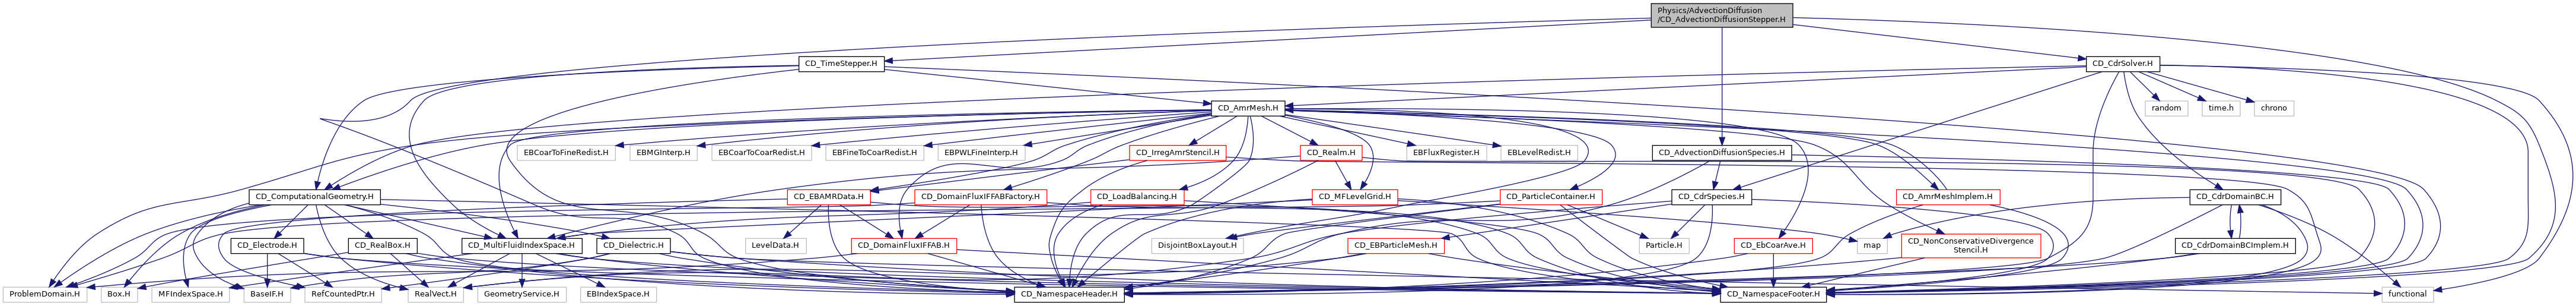 Physics/AdvectionDiffusion
/CD_AdvectionDiffusionStepper.H
CD_TimeStepper.H
CD_CdrSolver.H
CD_AmrMesh.H
random
time.h
chrono
EBCoarToFineRedist.H
EBMGInterp.H
EBCoarToCoarRedist.H
EBFineToCoarRedist.H
EBPWLFineInterp.H
CD_IrregAmrStencil.H
CD_Realm.H
EBFluxRegister.H
EBLevelRedist.H
CD_AdvectionDiffusionSpecies.H
CD_ComputationalGeometry.H
CD_EBAMRData.H
CD_DomainFluxIFFABFactory.H
CD_LoadBalancing.H
CD_MFLevelGrid.H
CD_ParticleContainer.H
CD_CdrSpecies.H
CD_AmrMeshImplem.H
CD_CdrDomainBC.H
CD_Electrode.H
CD_RealBox.H
CD_MultiFluidIndexSpace.H
CD_Dielectric.H
LevelData.H
CD_DomainFluxIFFAB.H
DisjointBoxLayout.H
CD_EBParticleMesh.H
Particle.H
CD_EbCoarAve.H
map
CD_NonConservativeDivergence
Stencil.H
CD_CdrDomainBCImplem.H
ProblemDomain.H
Box.H
MFIndexSpace.H
BaseIF.H
RefCountedPtr.H
RealVect.H
GeometryService.H
EBIndexSpace.H
CD_NamespaceHeader.H
CD_NamespaceFooter.H
functional